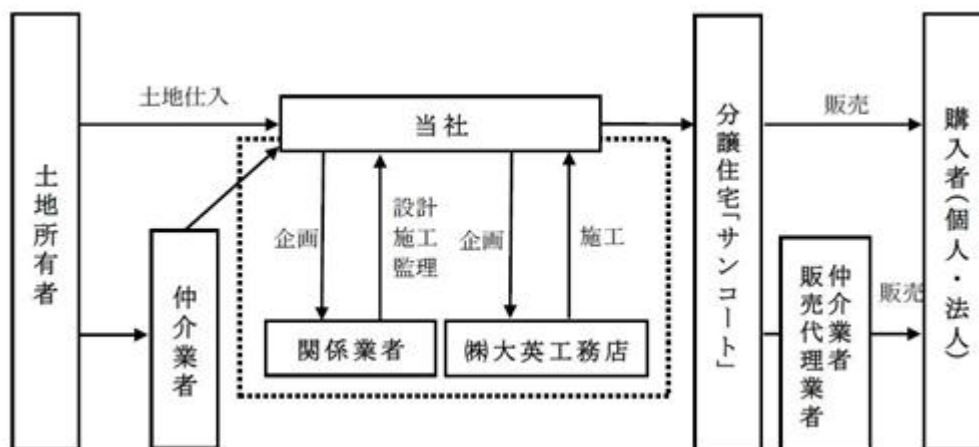 土地所有者
土地仕入
仲介業者
当社
企画
設計
施工
監理
企画
施工
関係業者
㈱大英工務店
分譲住宅「サンコート」
販売
仲介業者
販売代理業者
販売
購入者(個人・法人)